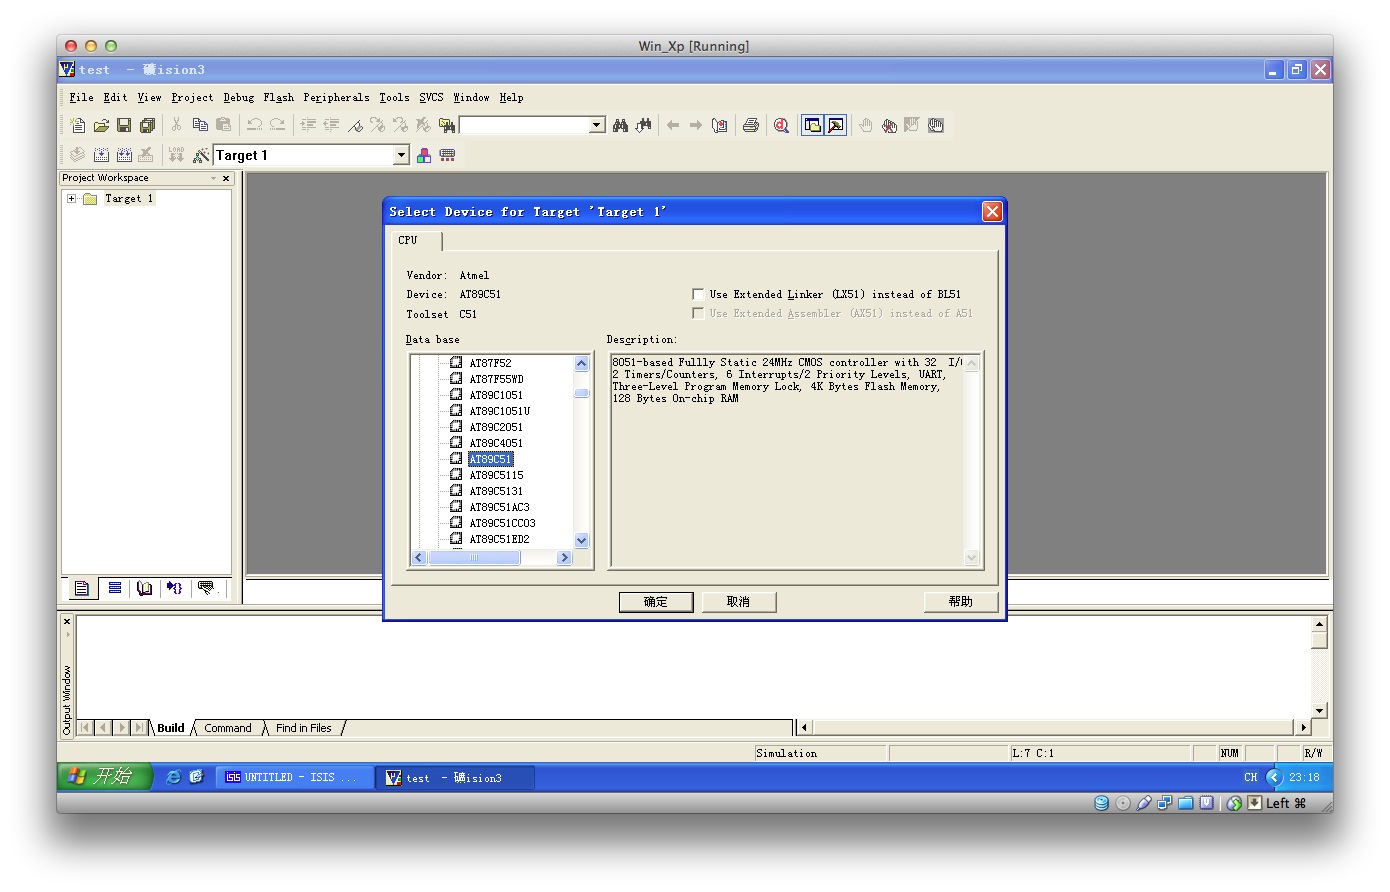 Win_Xp [Running]
test - 礦ision3
File Edit View Project Debug Flash Peripherals Tools SVCS Window Help
LOAD
Target 1
Project Workspace
Target 1
Select Device for Target 'Target 1'
CPU
Vendor: Atmel
Device: AT89C51
Toolset C51
Use Extended Linker (LX51) instead of BL51
Use Extended Assembler (AX51) instead of A51
Data base
AT87F52
AT87F55WD
AT89C1051
AT89C1051U
AT89C2051
AT89C4051
AT89C51
AT89C5115
AT89C5131
AT89C51AC3
AT89C51CC03
AT89C51ED2
Description:
8051-based Fullly Static 24MHz CMOS controller with 32 I/
2 Timers/Counters, 6 Interrupts/2 Priority Levels, UART,
Three-Level Program Memory Lock, 4K Bytes Flash Memory,
128 Bytes On-chip RAM
确定 取消 帮助
Output Window
Build Command Find in Files
Simulation L:7 C:1 NUM R/W
开始 isis UNTITLED - ISIS ... test - 礦ision3 CH 23:18
Left ⌘